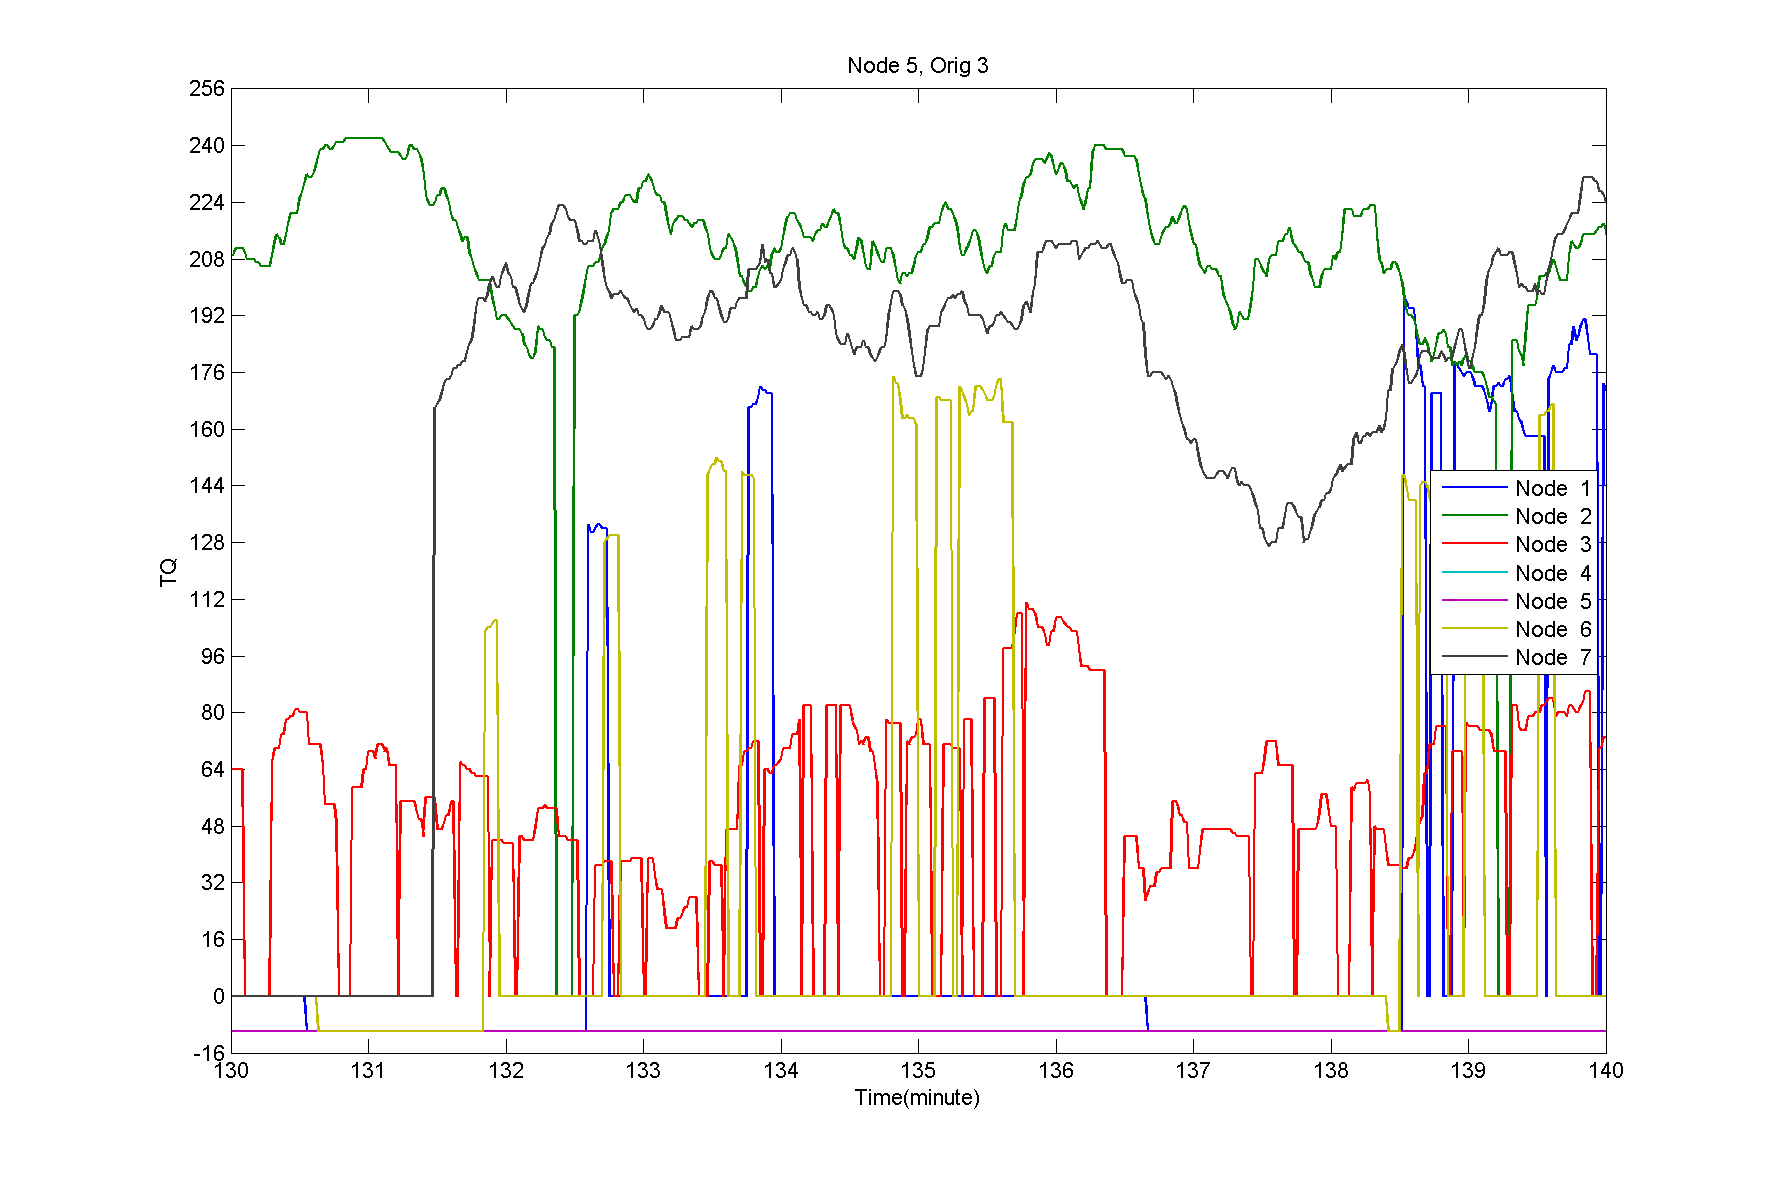 Node 5, Orig 3
256
240
224
208
192
176
160
144
128
112
96
80
64
48
32
16
0
-16
TQ
Node 1
Node 2
Node 3
Node 4
Node 5
Node 6
Node 7
130 131 132 133 134 135 136 137 138 139 140
Time(minute)